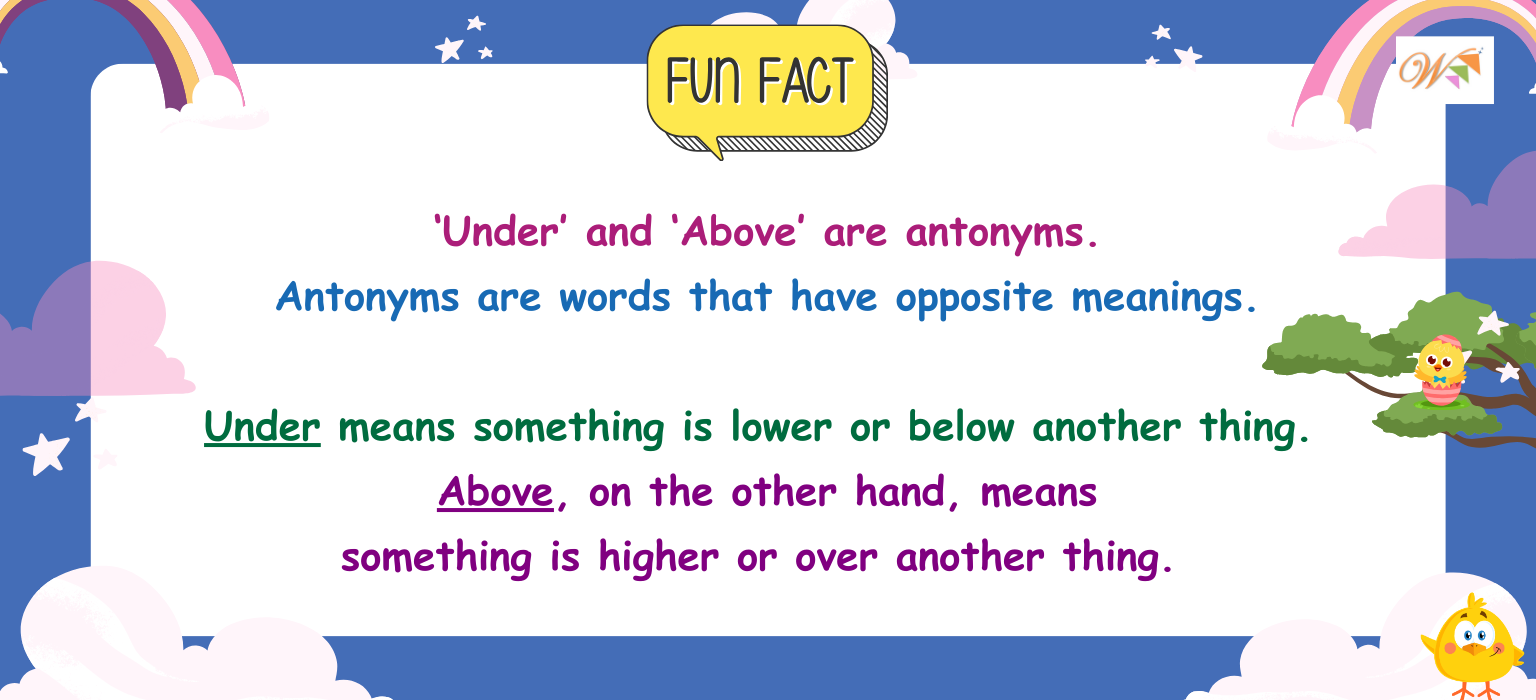 FUN FACT
W
‘Under’ and ‘Above’ are antonyms.
Antonyms are words that have opposite meanings.
Under means something is lower or below another thing.
Above, on the other hand, means
something is higher or over another thing.